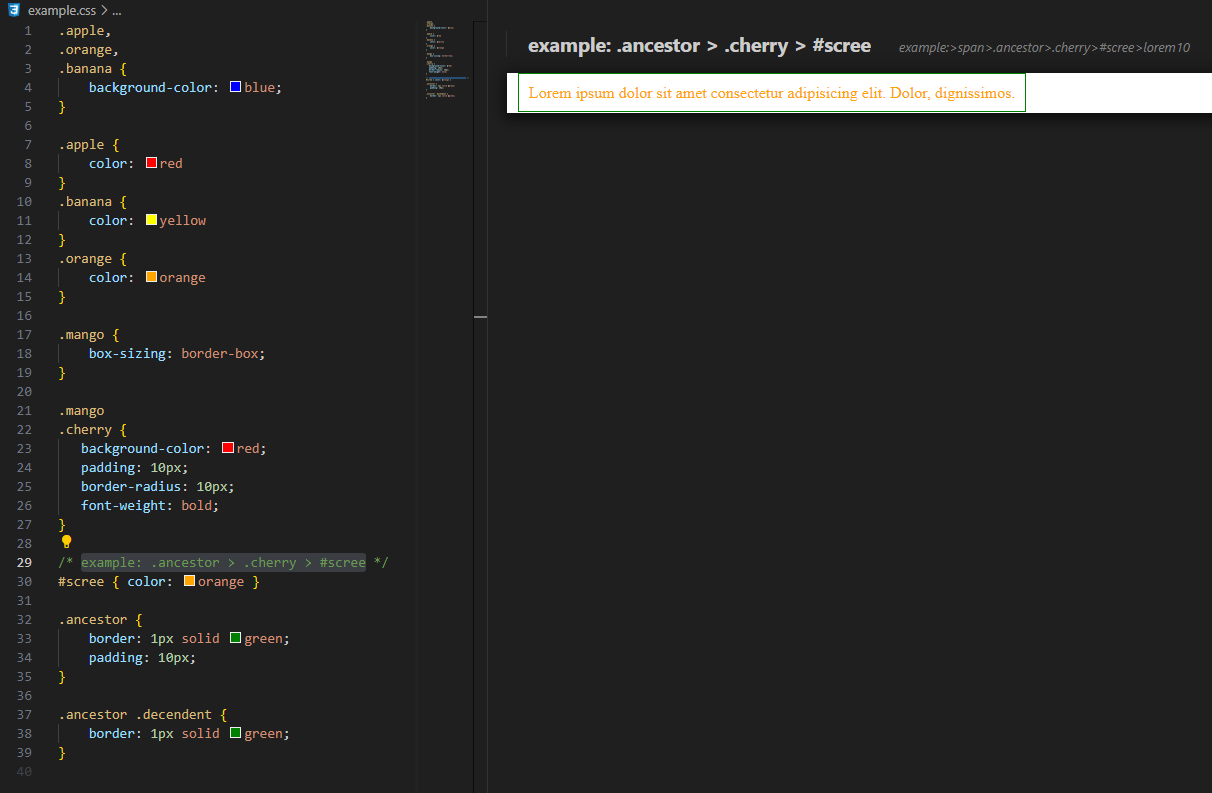 example.css > ...
1 .apple,
2 .orange,
3 .banana {
4 background-color: blue;
5 }
6
7 .apple {
8 color: red
9 }
10 .banana {
11 color: yellow
12 }
13 .orange {
14 color: orange
15 }
16
17 .mango {
18 box-sizing: border-box;
19 }
20
21 .mango
22 .cherry {
23 background-color: red;
24 padding: 10px;
25 border-radius: 10px;
26 font-weight: bold;
27 }
28
29 /* example: .ancestor > .cherry > #scree */
30 #scree { color: orange }
31
32 .ancestor {
33 border: 1px solid green;
34 padding: 10px;
35 }
36
37 .ancestor .decendent {
38 border: 1px solid green;
39 }
40
example: .ancestor > .cherry > #scree example:>span>.ancestor>.cherry>#scree>lorem10
Lorem ipsum dolor sit amet consectetur adipisicing elit. Dolor, dignissimos.